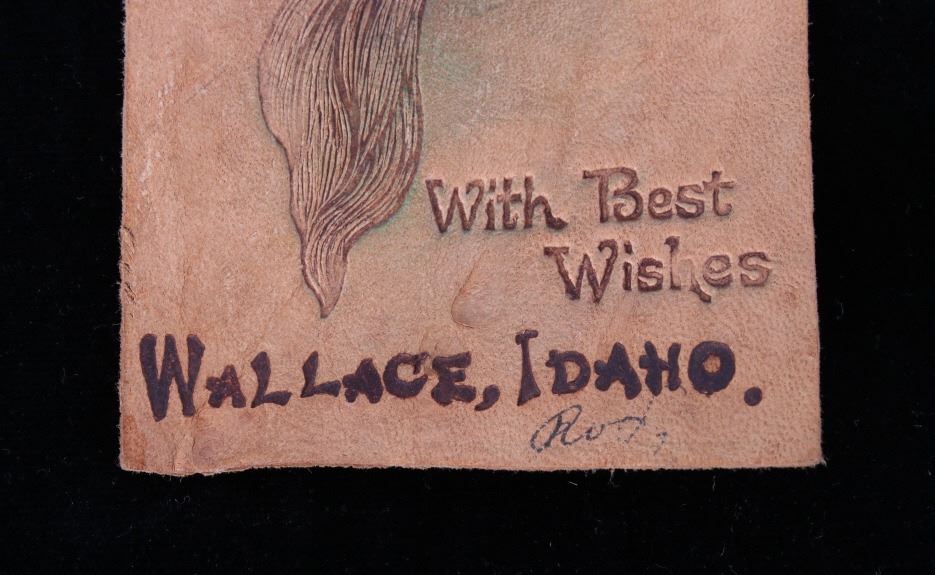 With Best
Wishes
WALLACE, IDAHO.